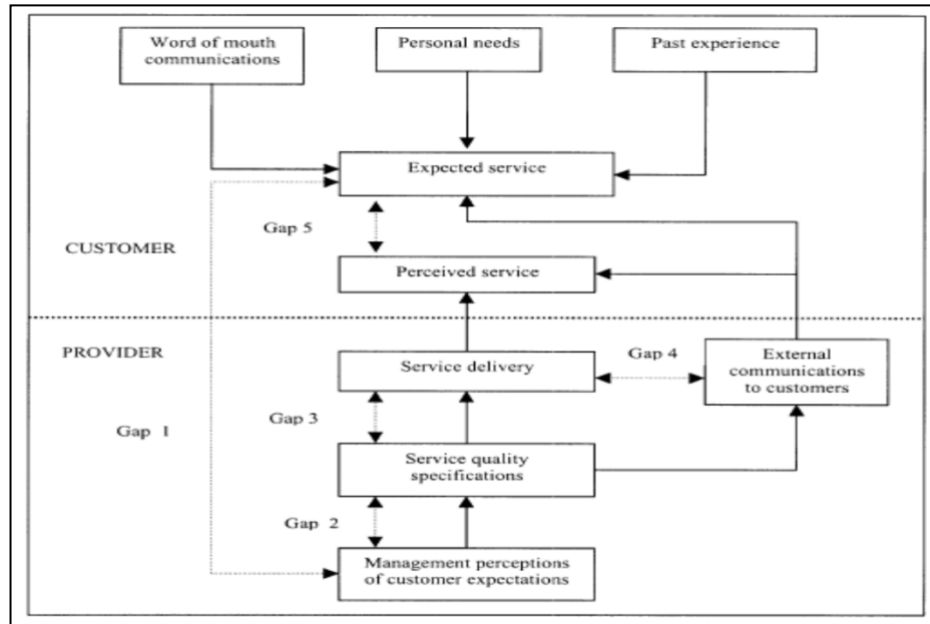 Word of mouth
communications
Personal needs
Past experience
Expected service
Gap 5
CUSTOMER
Perceived service
PROVIDER
Service delivery
Gap 4
External
communications
to customers
Gap 1
Gap 3
Service quality
specifications
Gap 2
Management perceptions
of customer expectations